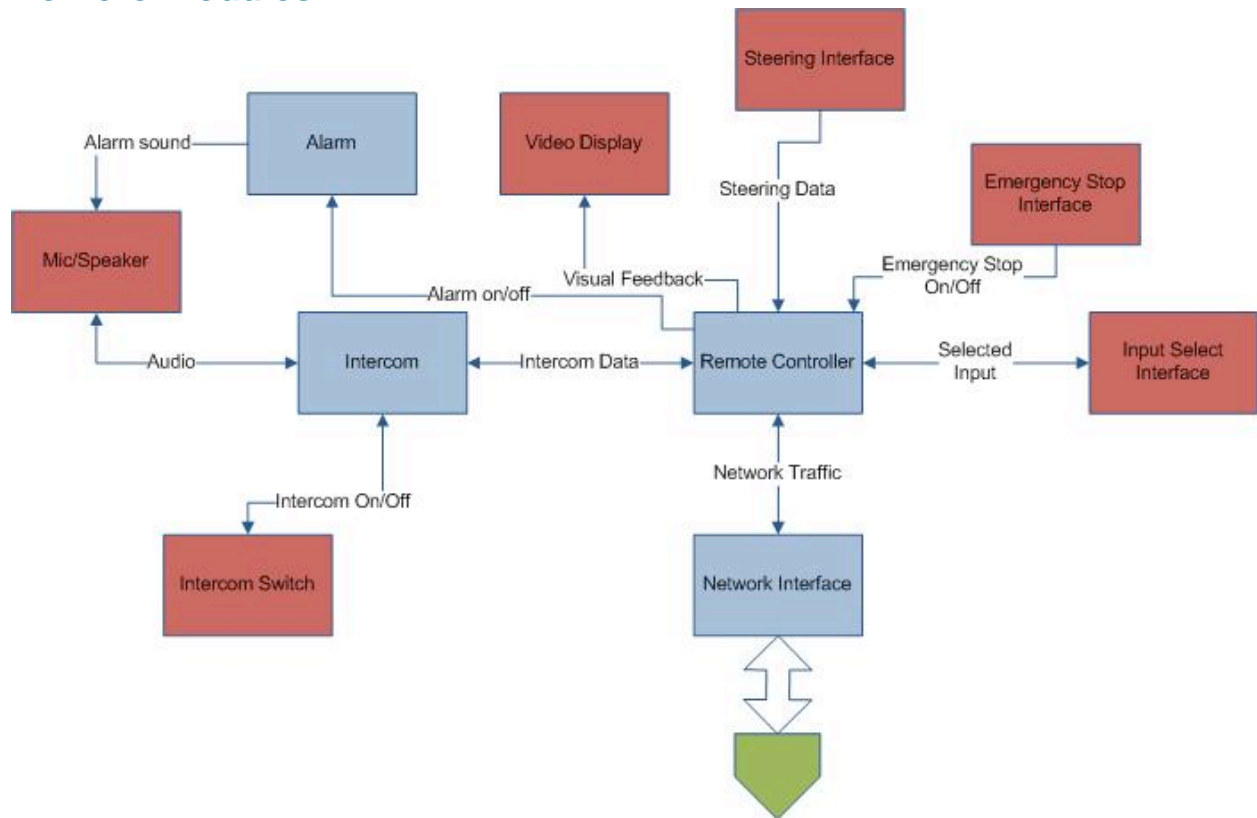 Steering Interface
Alarm sound
Alarm
Video Display
Steering Data
Emergency Stop
Interface
Mic/Speaker
Emergency Stop
On/Off
Visual Feedback
Alarm on/off
Audio
Intercom
Intercom Data
Remote Controller
Selected
Input
Input Select
Interface
Network Traffic
Intercom On/Off
Intercom Switch
Network Interface